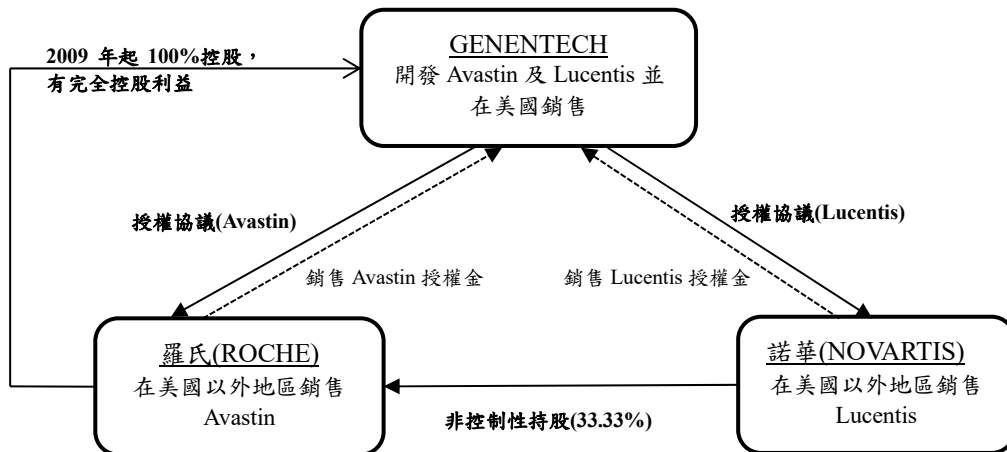 2009 年起 100%控股，
有完全控股利益
GENENTECH
開發 Avastin 及 Lucentis 並
在美國銷售
授權協議(Avastin)
授權協議(Lucentis)
銷售 Avastin 授權金
銷售 Lucentis 授權金
羅氏(ROCHE)
在美國以外地區銷售
Avastin
諾華(NOVARTIS)
在美國以外地區銷售
Lucentis
非控制性持股(33.33%)